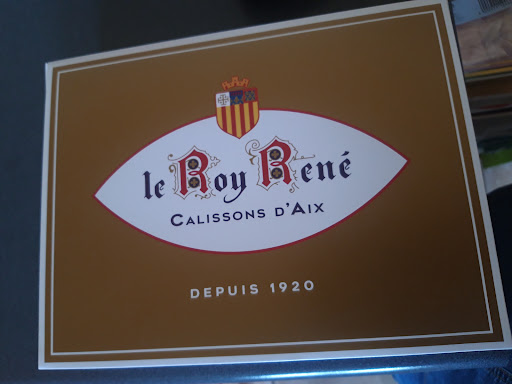 le Roy René
CALISSONS D'AIX
DEPUIS 1920